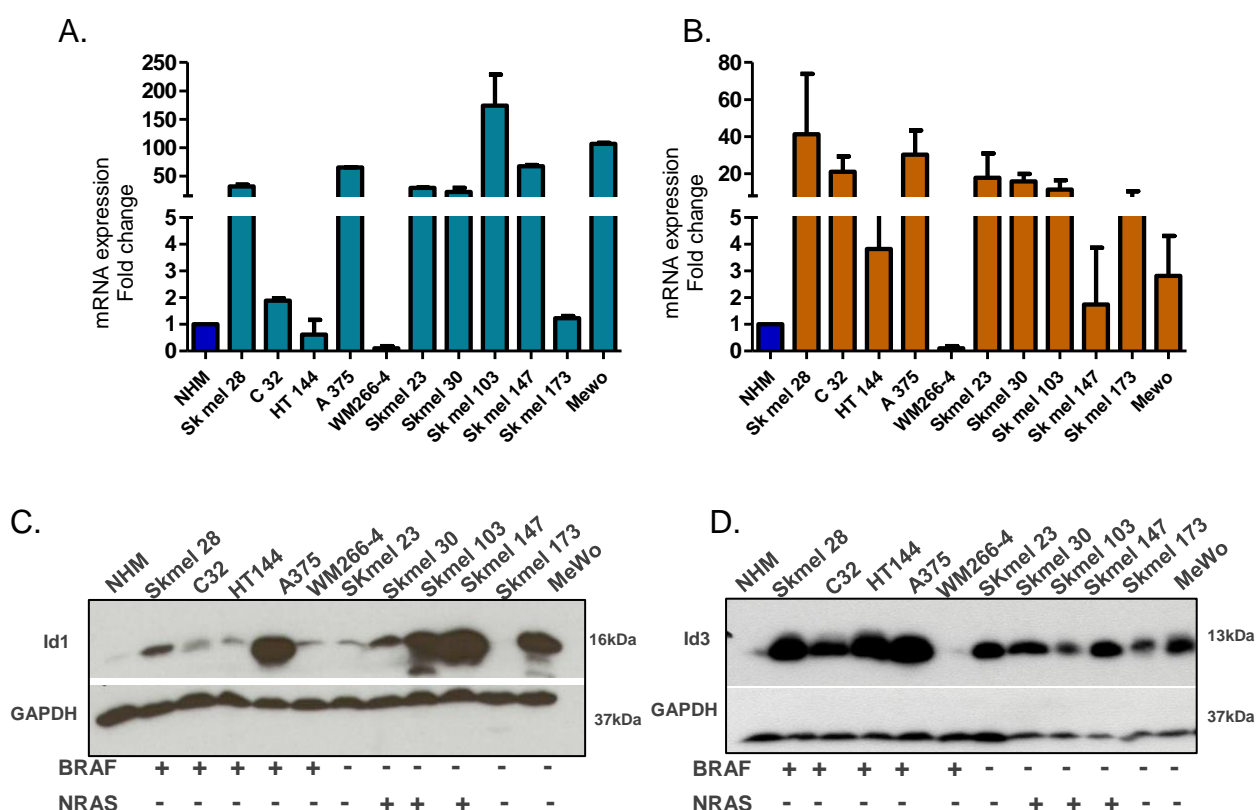 A.
mRNA expression
Fold change
250
200
150
100
50
5
4
3
2
1
0
NHM
Sk mel 28
C 32
HT 144
A 375
WM266-4
Skmel 23
Skmel 30
Sk mel 103
Sk mel 147
Sk mel 173
Mewo
B.
mRNA expression
Fold change
80
60
40
20
5
4
3
2
1
0
NHM
Sk mel 28
C 32
HT 144
A 375
WM266-4
Skmel 23
Skmel 30
Sk mel 103
Sk mel 147
Sk mel 173
Mewo
C.
NHM
Skmel 28
C32
HT144
A375
WM266-4
SKmel 23
Skmel 30
Skmel 103
Skmel 147
Skmel 173
MeWo
Id1
16kDa
GAPDH
37kDa
BRAF + + + + + - - - - - -
NRAS - - - - - - + + + - -
D.
NHM
Skmel 28
C32
HT144
A375
WM266-4
SKmel 23
Skmel 30
Skmel 103
Skmel 147
Skmel 173
MeWo
Id3
13kDa
GAPDH
37kDa
BRAF + + + + + - - - - - -
NRAS - - - - - - + + + - -